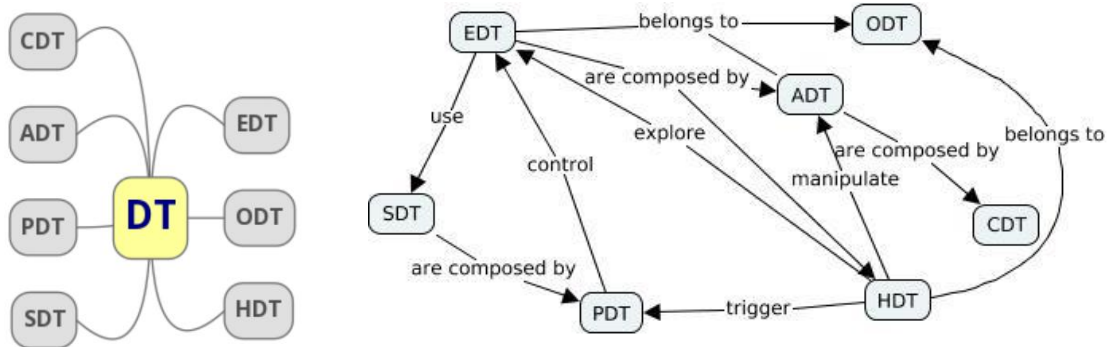 CDT
ADT
PDT
SDT
DT
EDT
ODT
HDT
EDT
belongs to
ODT
are composed by
ADT
use
explore
belongs to
control
are composed by
manipulate
SDT
CDT
are composed by
HDT
trigger
PDT